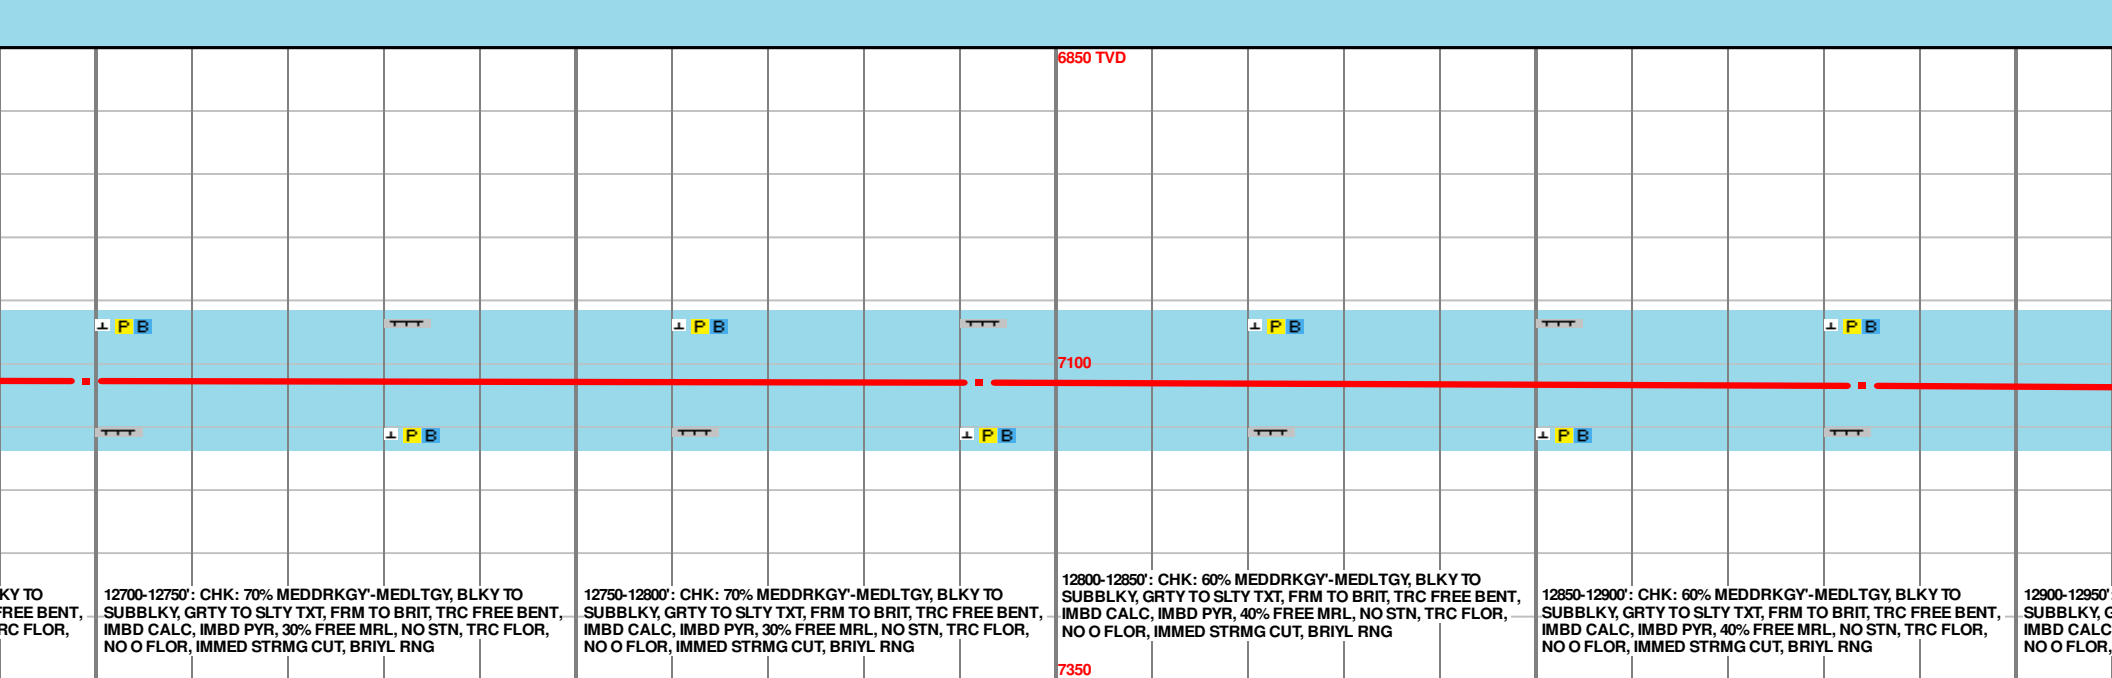 6850 TVD
P B
P B
P B
P B
7100
P B
P B
P B
KY TO
FREE BENT,
RC FLOR,
12700-12750': CHK: 70% MEDDRKGY'-MEDLTGY, BLKY TO
SUBBLKY, GRTY TO SLTY TXT, FRM TO BRIT, TRC FREE BENT,
IMBD CALC, IMBD PYR, 30% FREE MRL, NO STN, TRC FLOR,
NO O FLOR, IMMED STRMG CUT, BRIYL RNG
12750-12800': CHK: 70% MEDDRKGY'-MEDLTGY, BLKY TO
SUBBLKY, GRTY TO SLTY TXT, FRM TO BRIT, TRC FREE BENT,
IMBD CALC, IMBD PYR, 30% FREE MRL, NO STN, TRC FLOR,
NO O FLOR, IMMED STRMG CUT, BRIYL RNG
12800-12850': CHK: 60% MEDDRKGY'-MEDLTGY, BLKY TO
SUBBLKY, GRTY TO SLTY TXT, FRM TO BRIT, TRC FREE BENT,
IMBD CALC, IMBD PYR, 40% FREE MRL, NO STN, TRC FLOR,
NO O FLOR, IMMED STRMG CUT, BRIYL RNG
12850-12900': CHK: 60% MEDDRKGY'-MEDLTGY, BLKY TO
SUBBLKY, GRTY TO SLTY TXT, FRM TO BRIT, TRC FREE BENT,
IMBD CALC, IMBD PYR, 40% FREE MRL, NO STN, TRC FLOR,
NO O FLOR, IMMED STRMG CUT, BRIYL RNG
12900-12950':
SUBBLKY, G
IMBD CALC
NO O FLOR,
7350